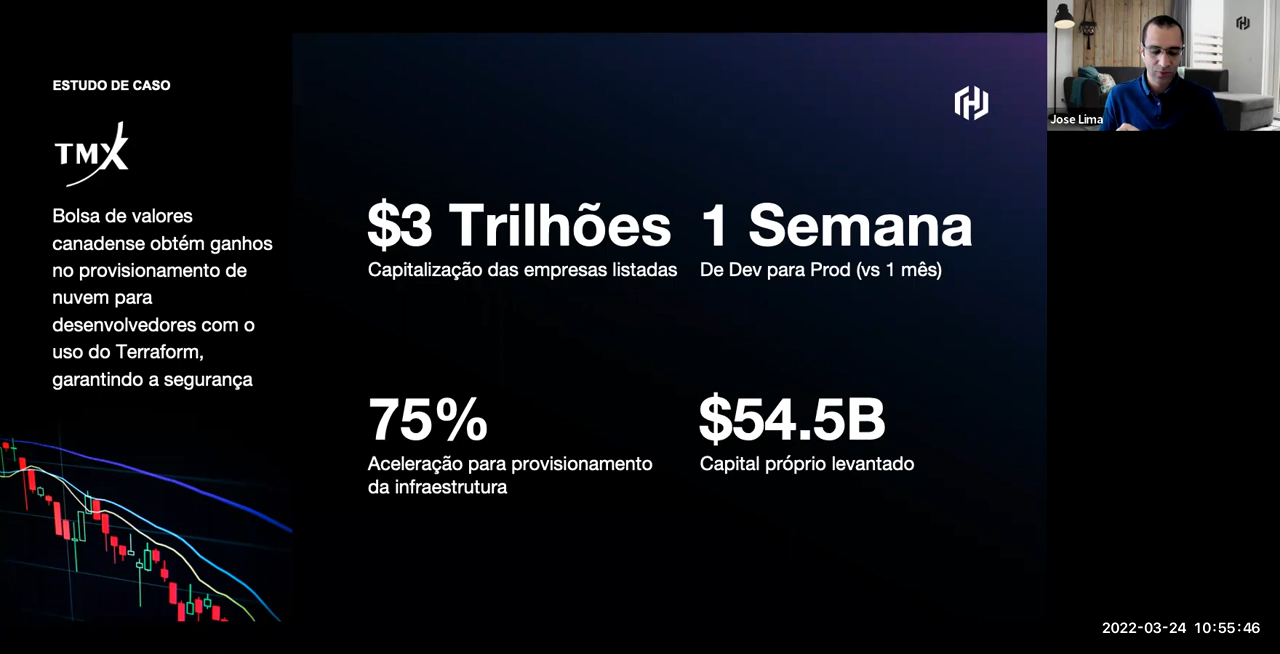 ESTUDO DE CASO
TMX
Bolsa de valores
canadense obtém ganhos
no provisionamento de
nuvem para
desenvolvedores com o
uso do Terraform,
garantindo a segurança
$3 Trilhões
Capitalização das empresas listadas
1 Semana
De Dev para Prod (vs 1 mês)
75%
Aceleração para provisionamento
da infraestrutura
$54.5B
Capital próprio levantado
Jose Lima
2022-03-24 10:55:46